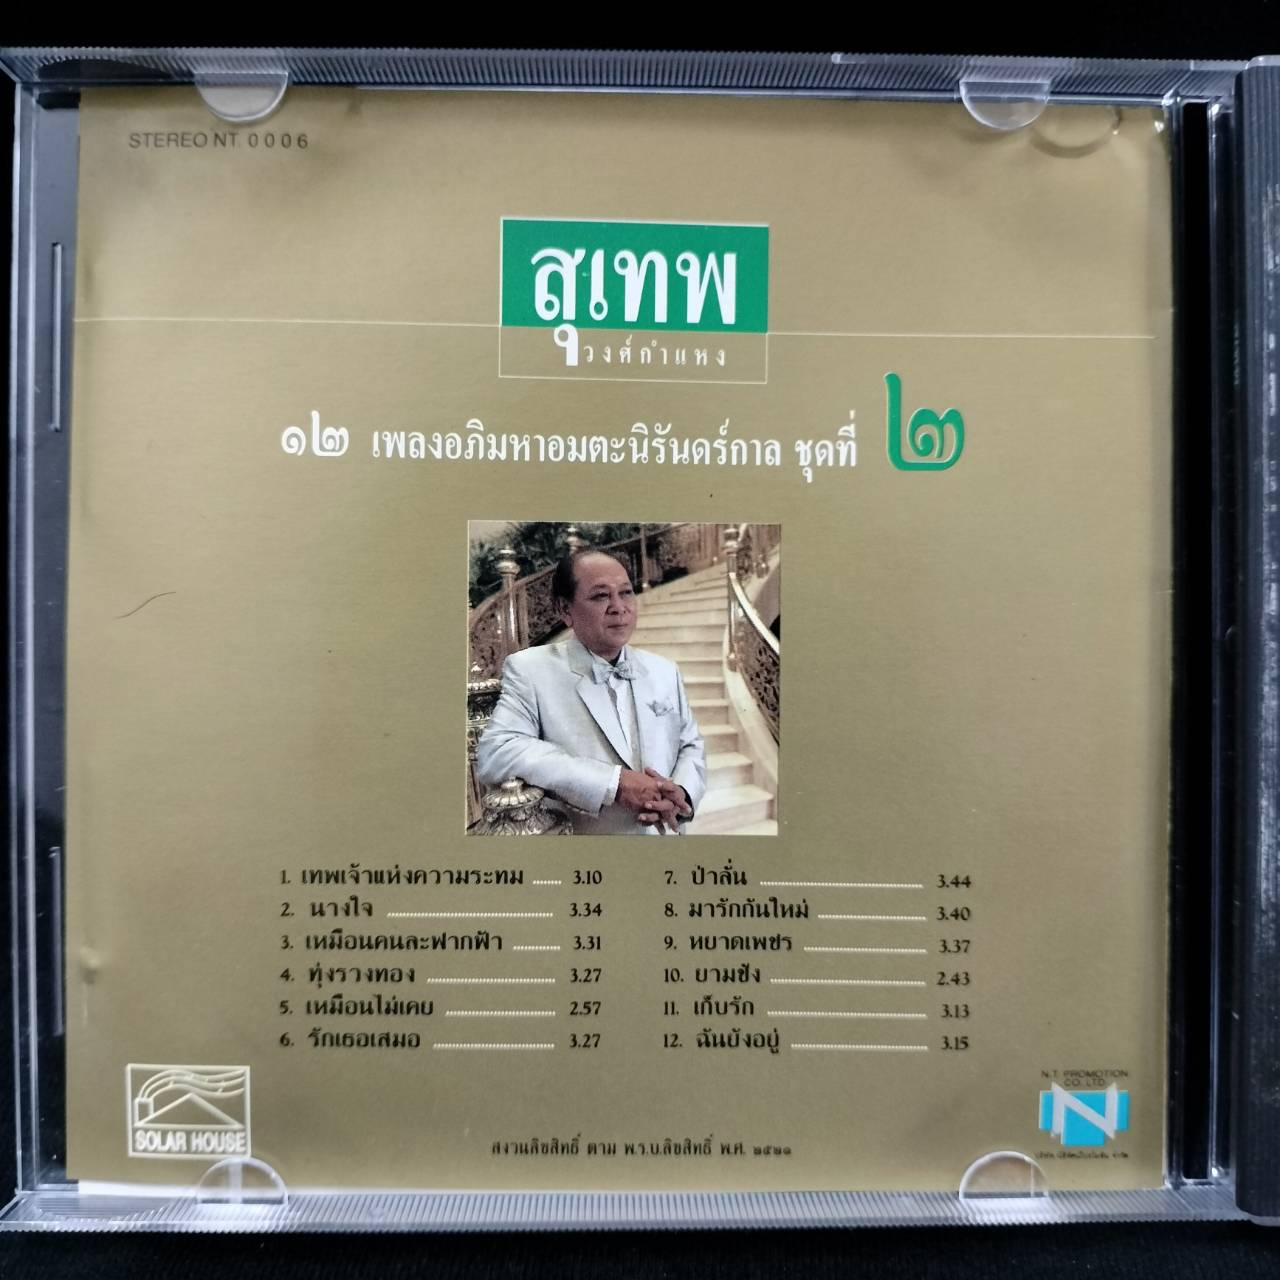 STEREO NT. 0006
สุเทพ
วงศ์กำแหง
๑๒ เพลงอภิมหาอมตะนิรันดร์กาล ชุดที่ ๒
1. เทพเจ้าแห่งความระทม ...... 3.10
2. นางใจ ...... 3.34
3. เหมือนคนละฟากฟ้า ...... 3.31
4. ทุ่งรวงทอง ...... 3.27
5. เหมือนไม่เคย ...... 2.57
6. รักเธอเสมอ ...... 3.27
7. ป่าลั่น ...... 3.44
8. มารักกันใหม่ ...... 3.40
9. หยาดเพชร ...... 3.37
10. ยามชัง ...... 2.43
11. เก็บรัก ...... 3.13
12. ฉันยังอยู่ ...... 3.15
SOLAR HOUSE
สงวนลิขสิทธิ์ ตาม พ.ร.บ.ลิขสิทธิ์ พ.ศ. ๒๕๒๑
N.T. PROMOTION
CO.,LTD.
N